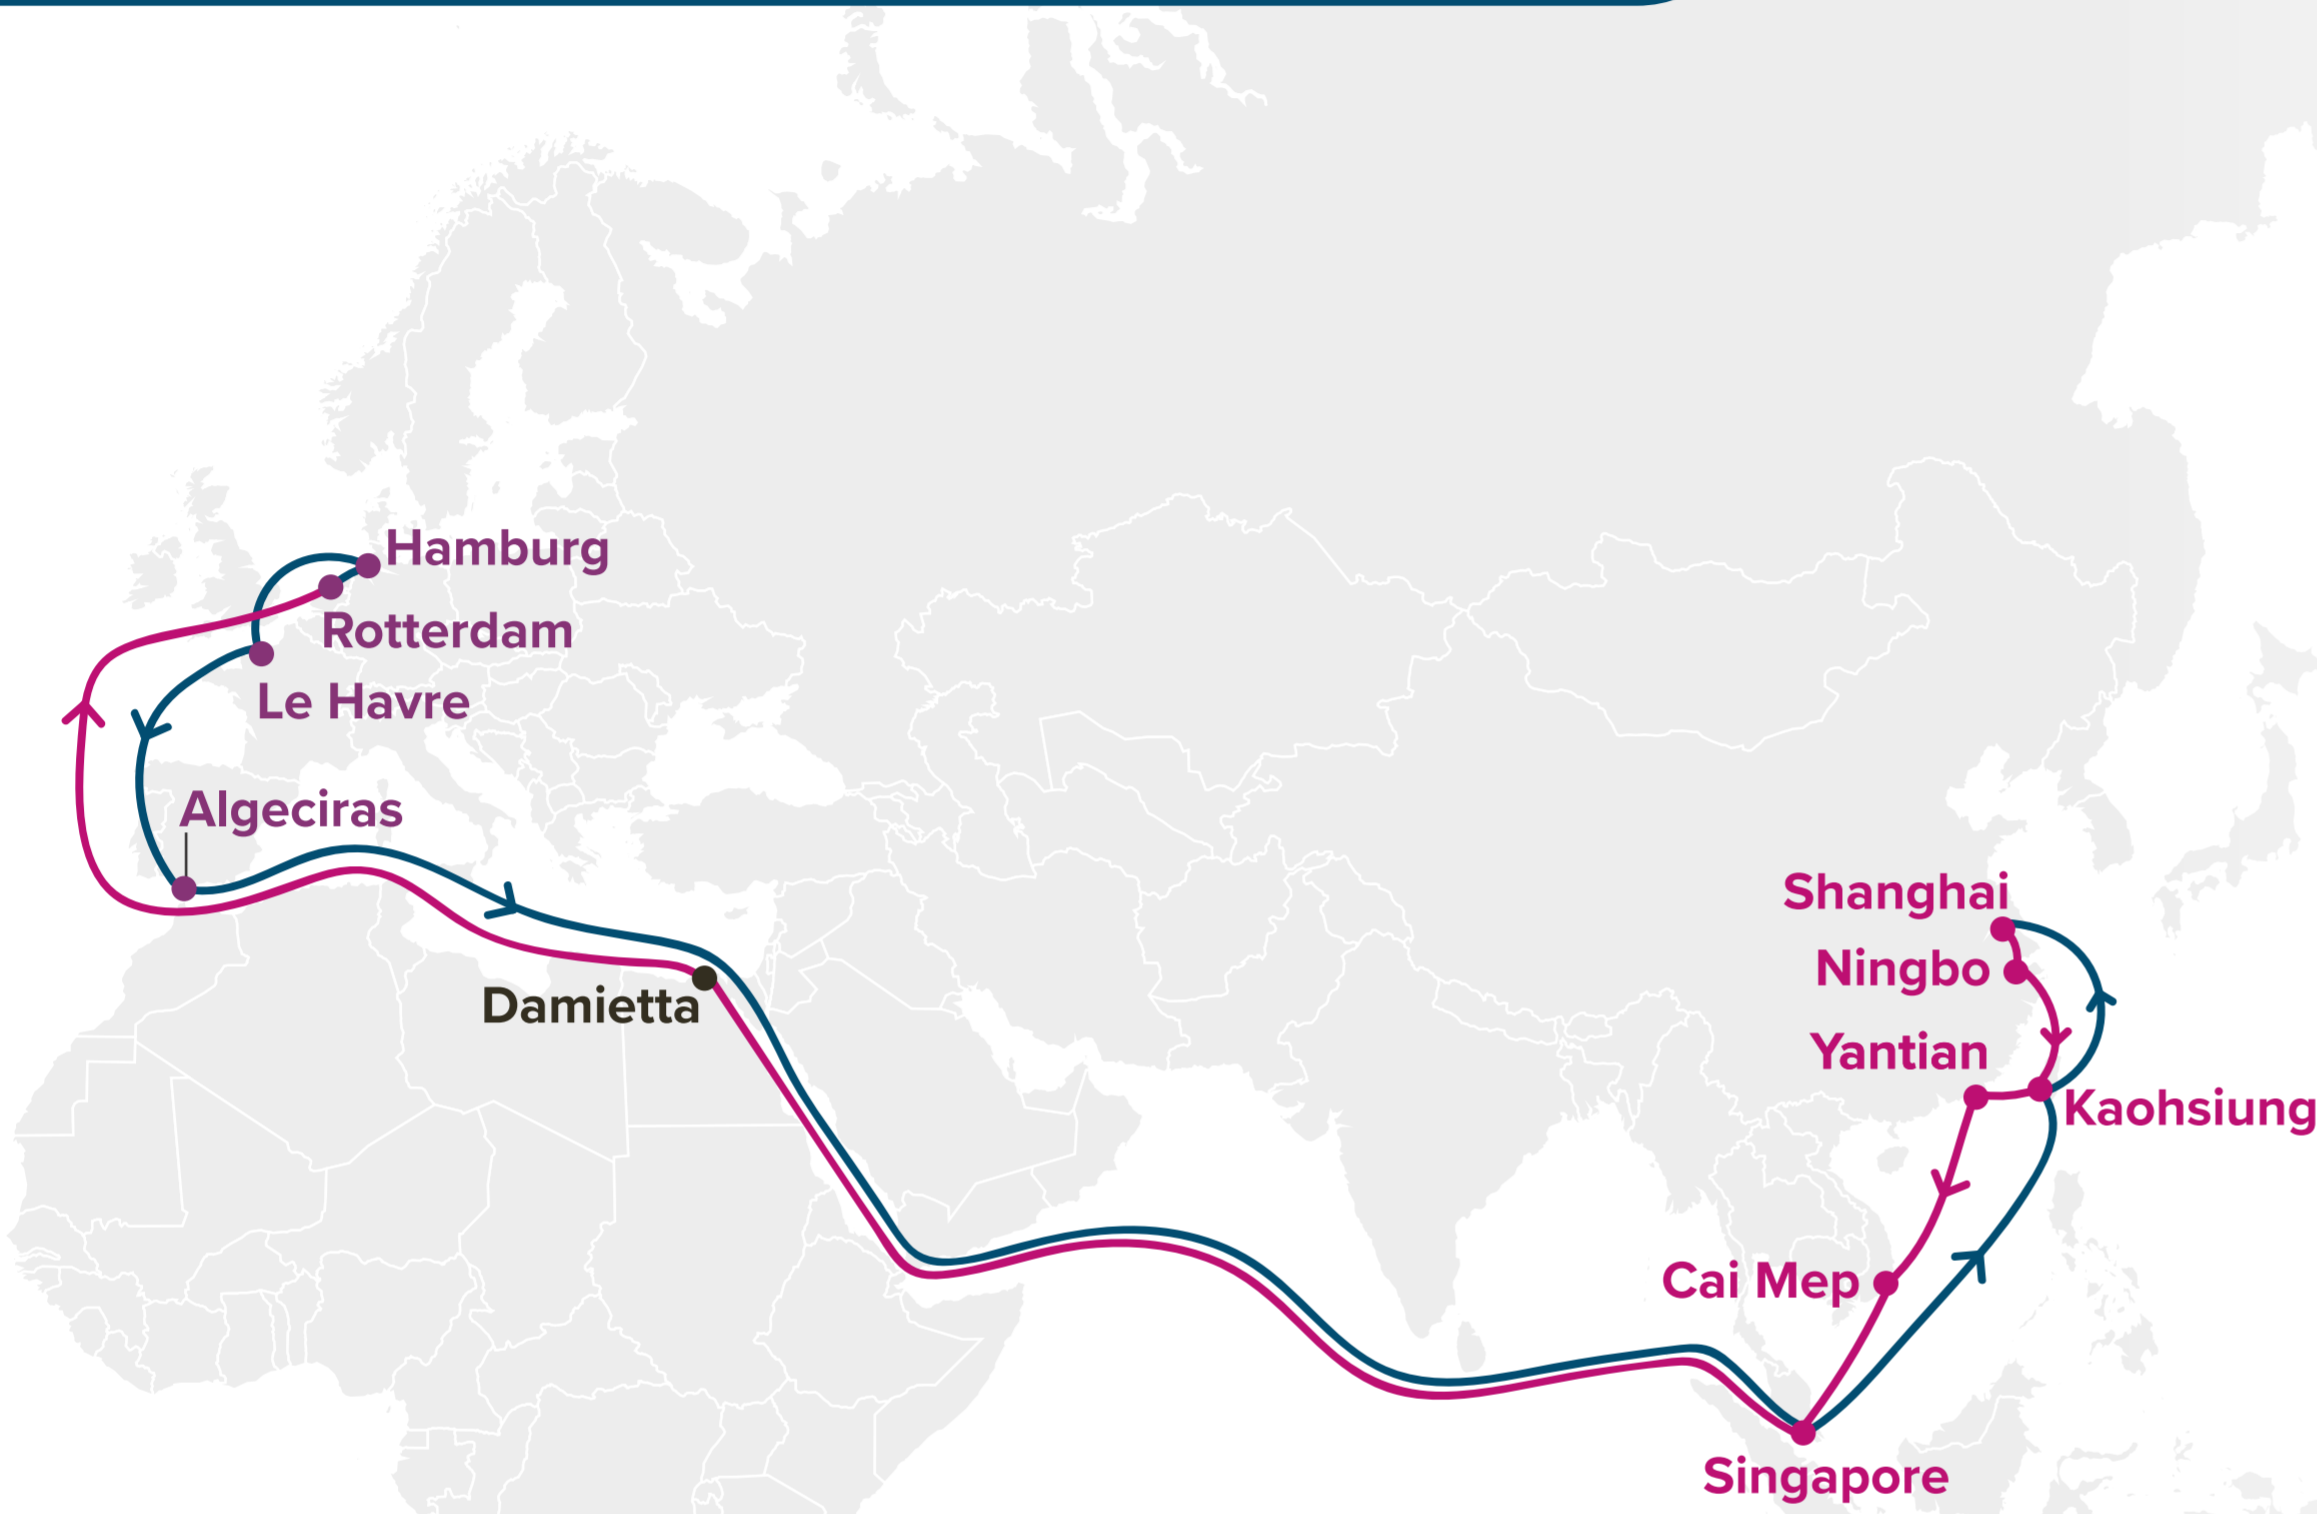 Hamburg
Rotterdam
Le Havre
Algeciras
Damietta
Shanghai
Ningbo
Yantian
Kaohsiung
Cai Mep
Singapore